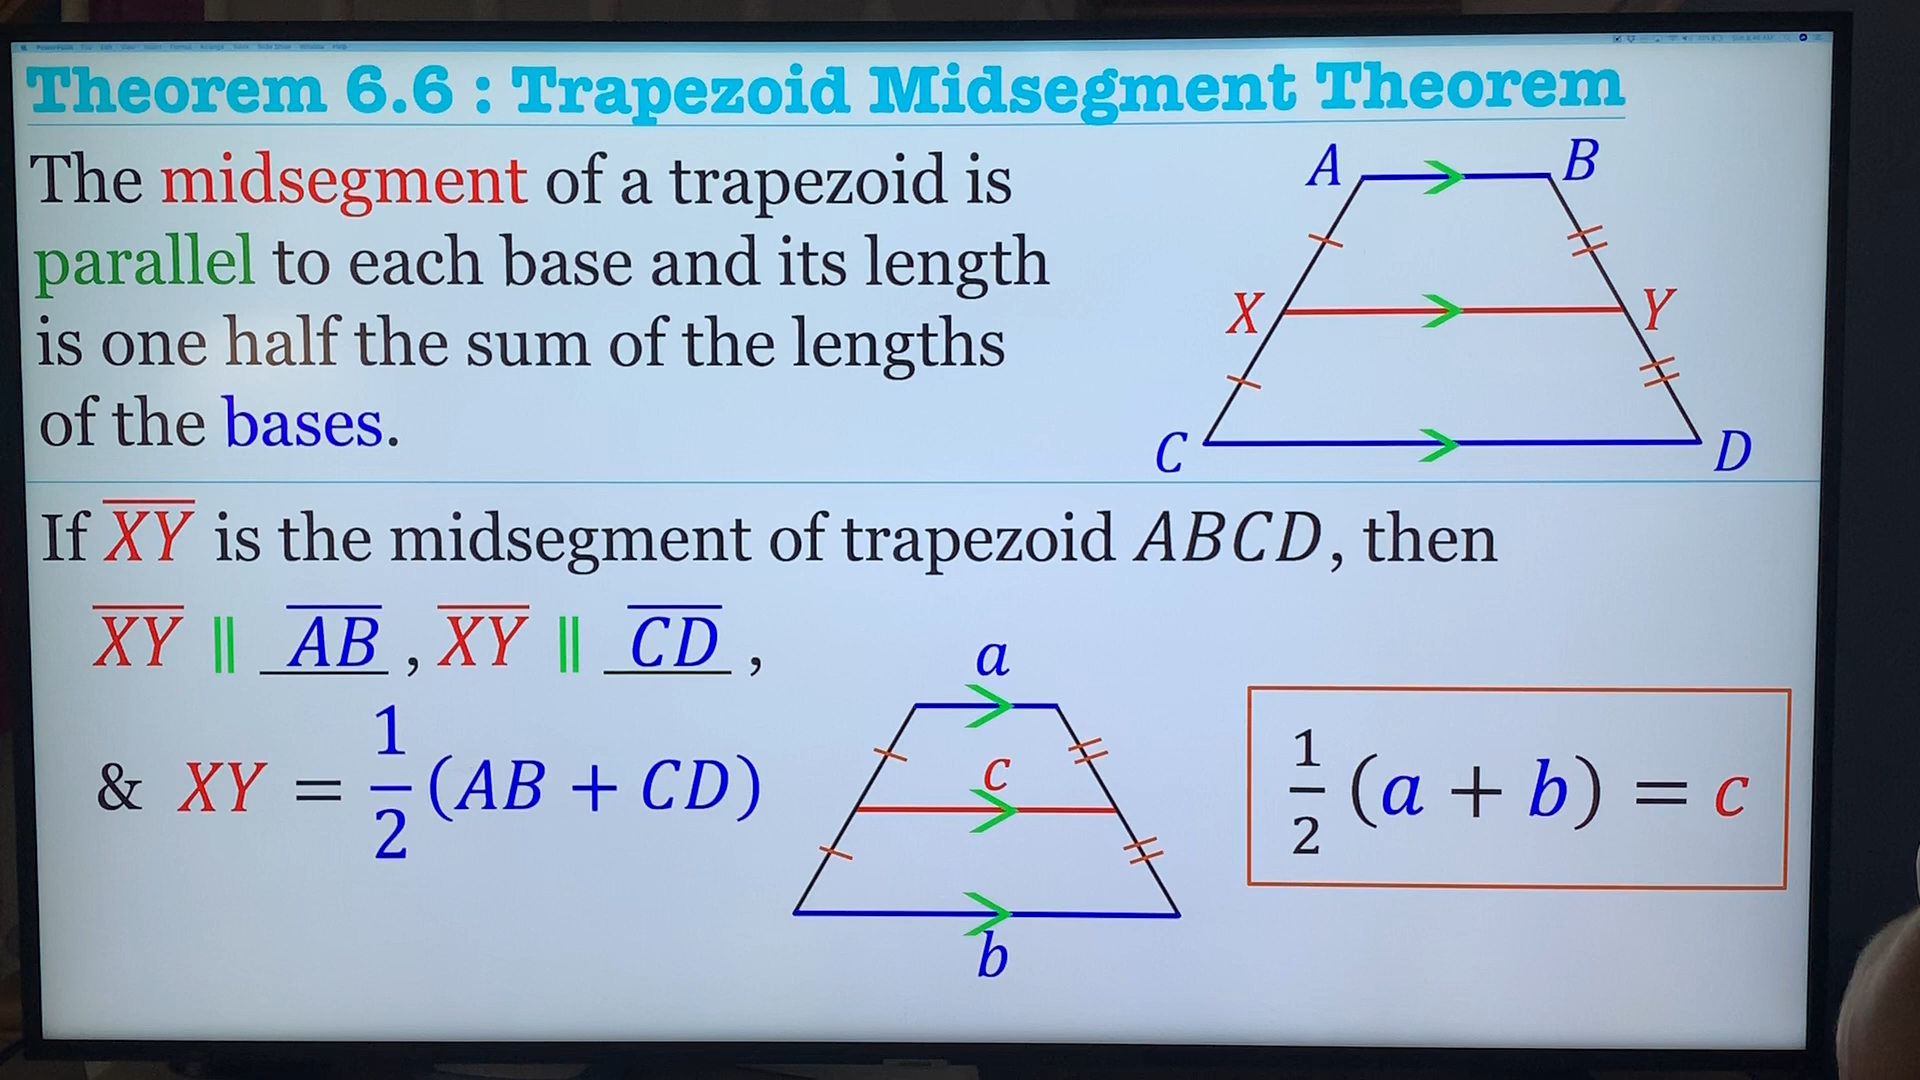 Theorem 6.6 : Trapezoid Midsegment Theorem
The midsegment of a trapezoid is
parallel to each base and its length
is one half the sum of the lengths
of the bases.
A
B
X
Y
C
D
If XY is the midsegment of trapezoid ABCD, then
XY || AB , XY || CD ,
& XY = 1/2 (AB + CD)
a
c
b
1/2 (a + b) = c